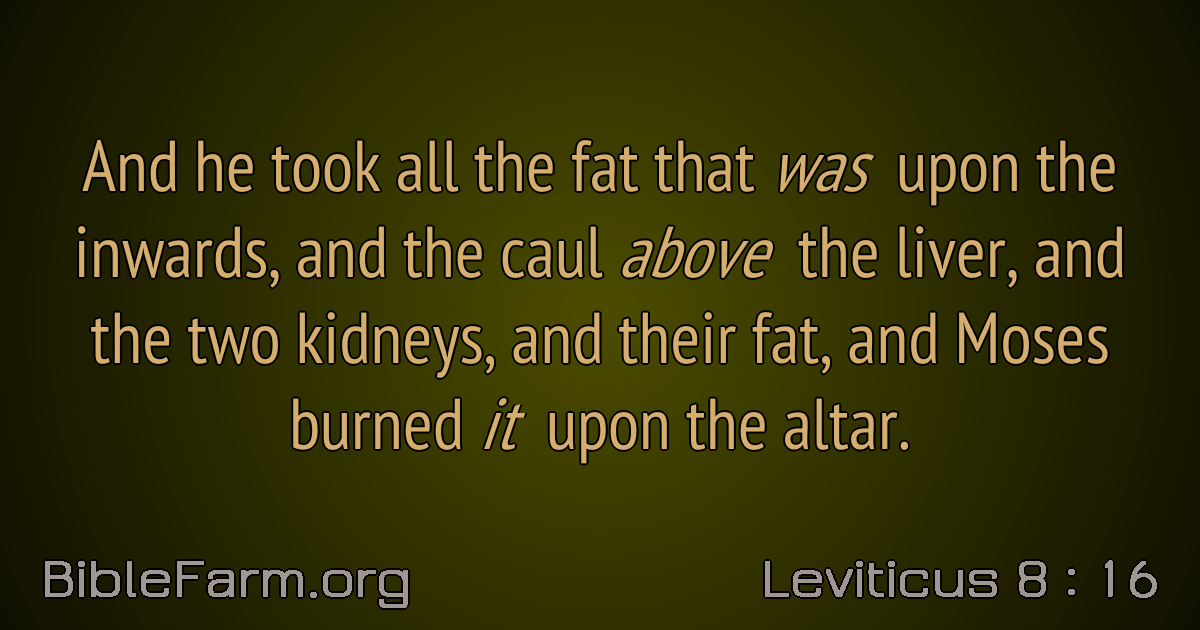 And he took all the fat that was upon the
inwards, and the caul above the liver, and
the two kidneys, and their fat, and Moses
burned it upon the altar.
BibleFarm.org
Leviticus 8 : 16